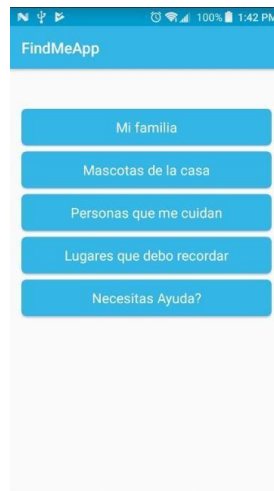 100% 1:42 PM
FindMeApp
Mi familia
Mascotas de la casa
Personas que me cuidan
Lugares que debo recordar
Necesitas Ayuda?